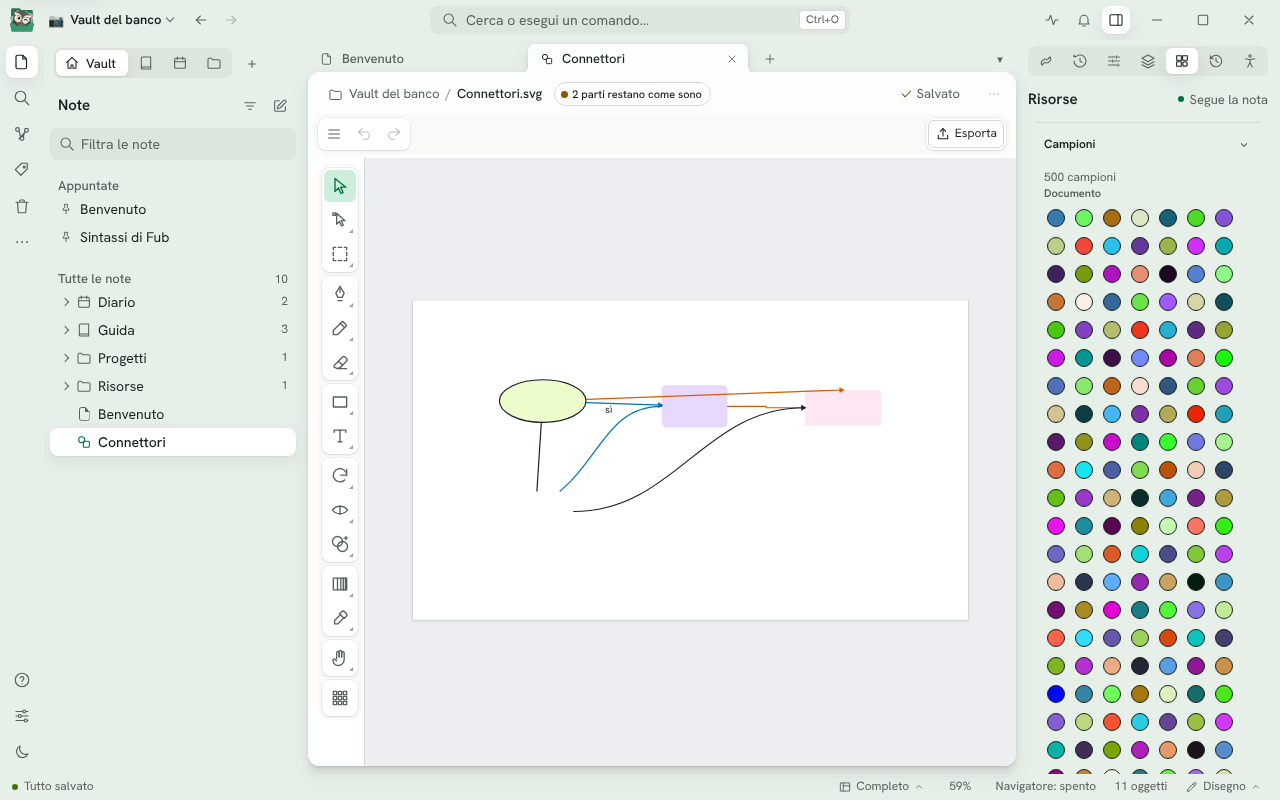 Vault del banco
Cerca o esegui un comando…
Ctrl+O
Vault
Benvenuto
Connettori
Note
Filtra le note
Appuntate
Benvenuto
Sintassi di Fub
Tutte le note
10
Diario
2
Guida
3
Progetti
1
Risorse
1
Benvenuto
Connettori
Vault del banco / Connettori.svg
2 parti restano come sono
Salvato
Esporta
sì
Risorse
Segue la nota
Campioni
500 campioni
Documento
Tutto salvato
Completo
59%
Navigatore: spento
11 oggetti
Disegno